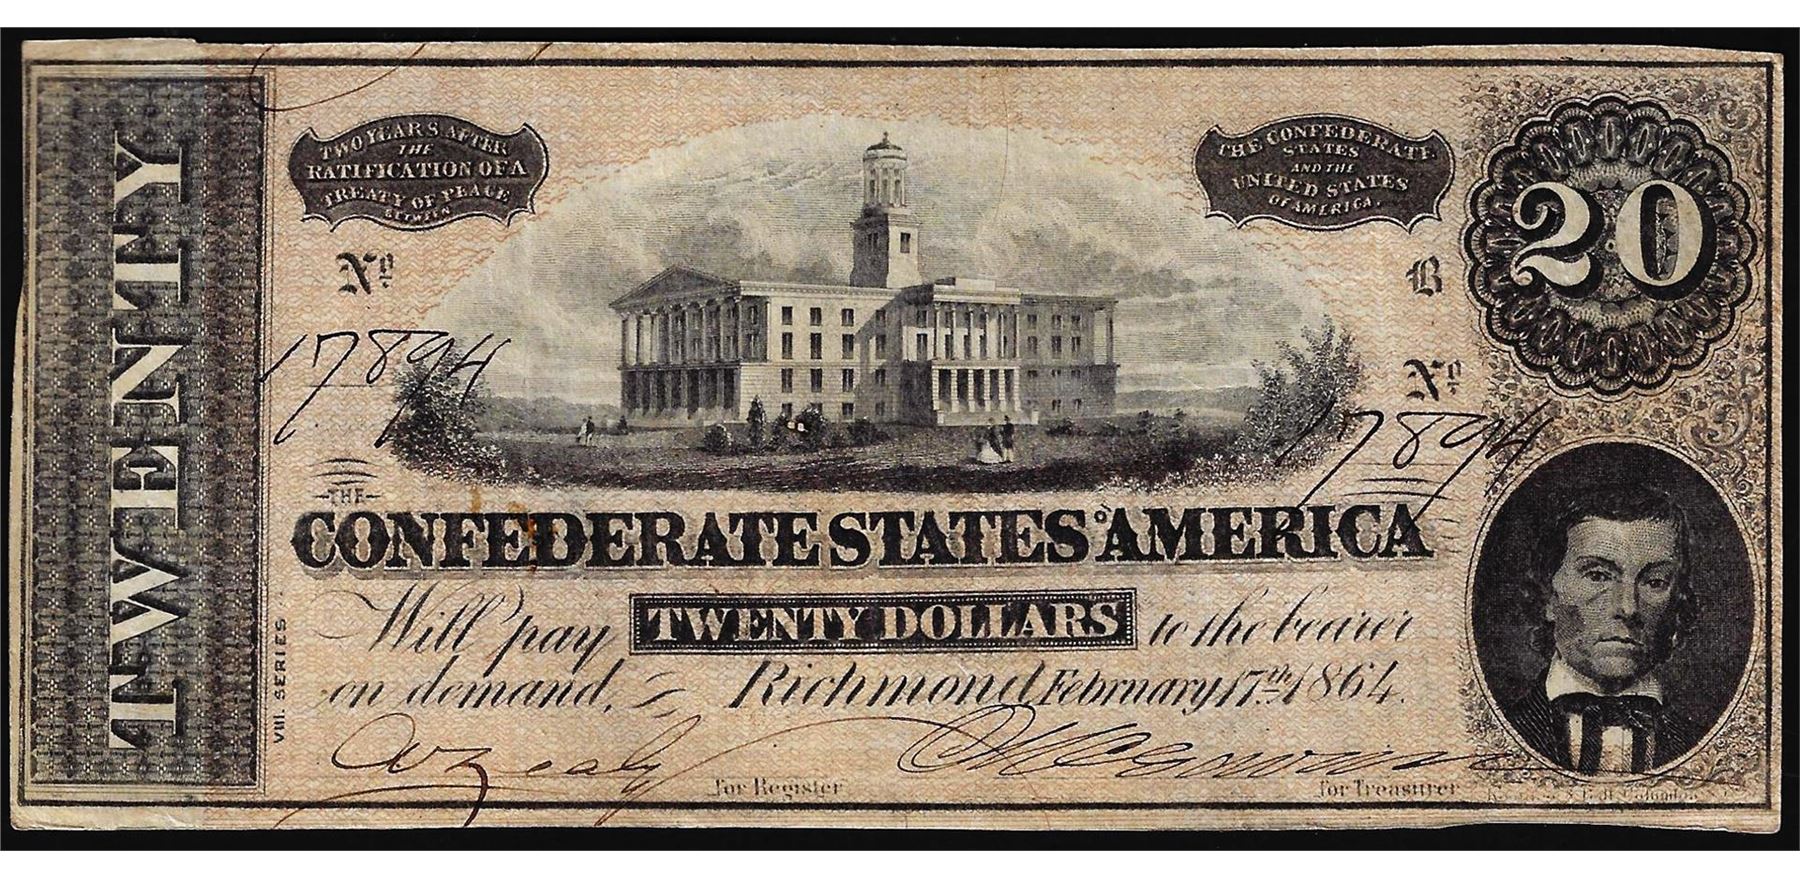 TWENTY
TWO YEARS AFTER
THE
RATIFICATION OF A
TREATY OF PEACE
BETWEEN
THE CONFEDERATE
STATES
AND THE
UNITED STATES
OF AMERICA.
20
No
B
17894
No
17894
THE
CONFEDERATE STATES OF AMERICA
Will pay TWENTY DOLLARS to the bearer
on demand, Richmond February 17th 1864.
VIII. SERIES.
for Register
for Treasurer